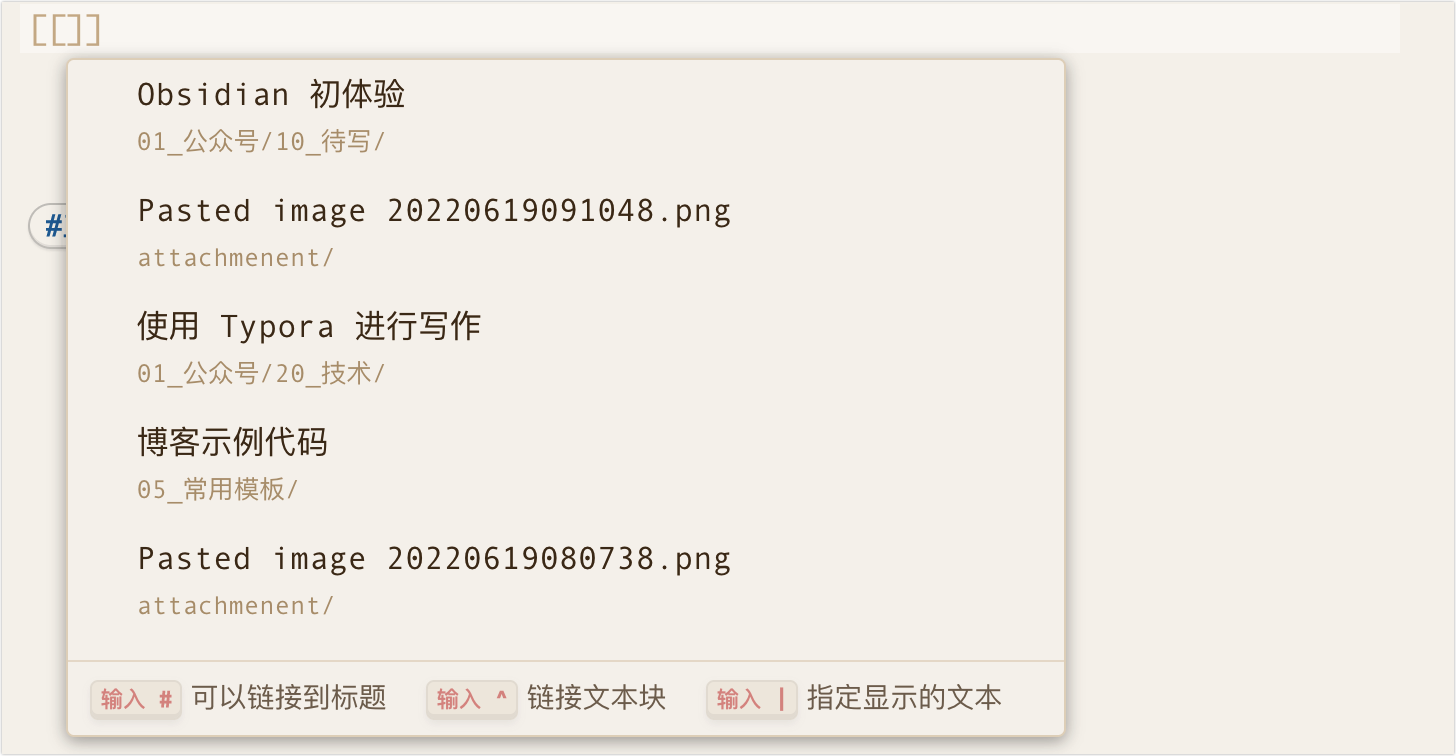 [[]]
Obsidian 初体验
01_公众号/10_待写/
Pasted image 20220619091048.png
attachmenent/
#
使用 Typora 进行写作
01_公众号/20_技术/
博客示例代码
05_常用模板/
Pasted image 20220619080738.png
attachmenent/
输入 # 可以链接到标题 输入 ^ 链接文本块 输入 | 指定显示的文本